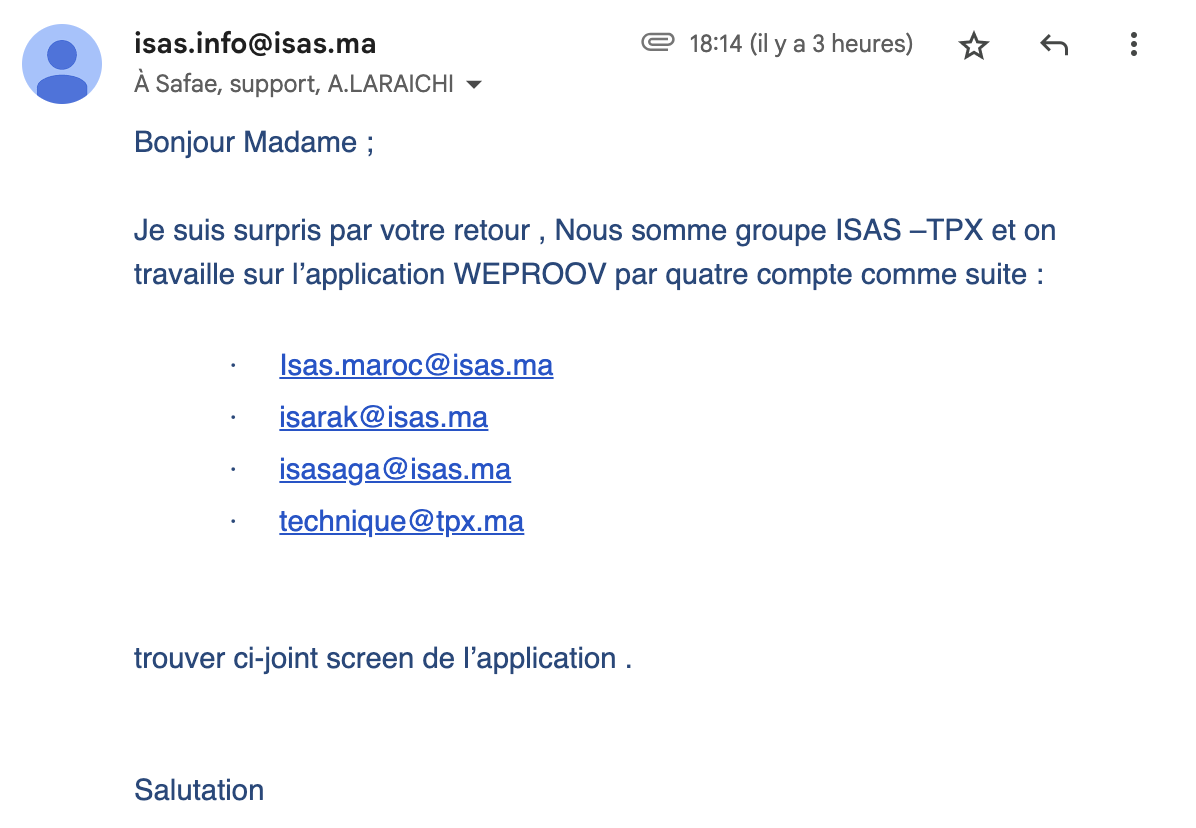 isas.info@isas.ma
18:14 (il y a 3 heures)
À Safae, support, A.LARAICHI
Bonjour Madame ;
Je suis surpris par votre retour , Nous somme groupe ISAS –TPX et on
travaille sur l’application WEPROOV par quatre compte comme suite :
· Isas.maroc@isas.ma
· isarak@isas.ma
· isasaga@isas.ma
· technique@tpx.ma
trouver ci-joint screen de l’application .
Salutation